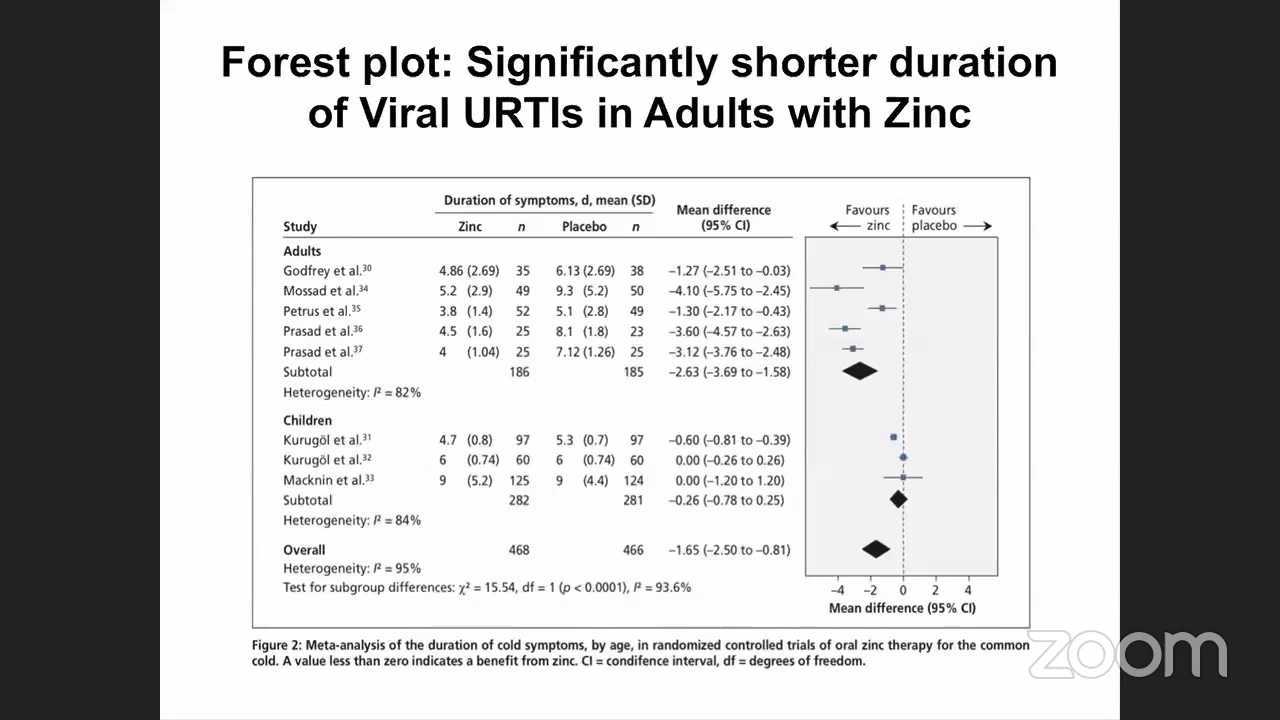 Forest plot: Significantly shorter duration
of Viral URTIs in Adults with Zinc
Duration of symptoms, d, mean (SD)
Mean difference
(95% CI)
Favours
zinc
Favours
placebo
Study Zinc n Placebo n
Adults
Godfrey et al.30 4.86 (2.69) 35 6.13 (2.69) 38 –1.27 (–2.51 to –0.03)
Mossad et al.34 5.2 (2.9) 49 9.3 (5.2) 50 –4.10 (–5.75 to –2.45)
Petrus et al.35 3.8 (1.4) 52 5.1 (2.8) 49 –1.30 (–2.17 to –0.43)
Prasad et al.36 4.5 (1.6) 25 8.1 (1.8) 23 –3.60 (–4.57 to –2.63)
Prasad et al.37 4 (1.04) 25 7.12 (1.26) 25 –3.12 (–3.76 to –2.48)
Subtotal 186 185 –2.63 (–3.69 to –1.58)
Heterogeneity: I² = 82%
Children
Kurugöl et al.31 4.7 (0.8) 97 5.3 (0.7) 97 –0.60 (–0.81 to –0.39)
Kurugöl et al.32 6 (0.74) 60 6 (0.74) 60 0.00 (–0.26 to 0.26)
Macknin et al.33 9 (5.2) 125 9 (4.4) 124 0.00 (–1.20 to 1.20)
Subtotal 282 281 –0.26 (–0.78 to 0.25)
Heterogeneity: I² = 84%
Overall 468 466 –1.65 (–2.50 to –0.81)
Heterogeneity: I² = 95%
Test for subgroup differences: χ² = 15.54, df = 1 (p < 0.0001), I² = 93.6%
–4 –2 0 2 4
Mean difference (95% CI)
Figure 2: Meta-analysis of the duration of cold symptoms, by age, in randomized controlled trials of oral zinc therapy for the common
cold. A value less than zero indicates a benefit from zinc. CI = condifence interval, df = degrees of freedom.
zoom